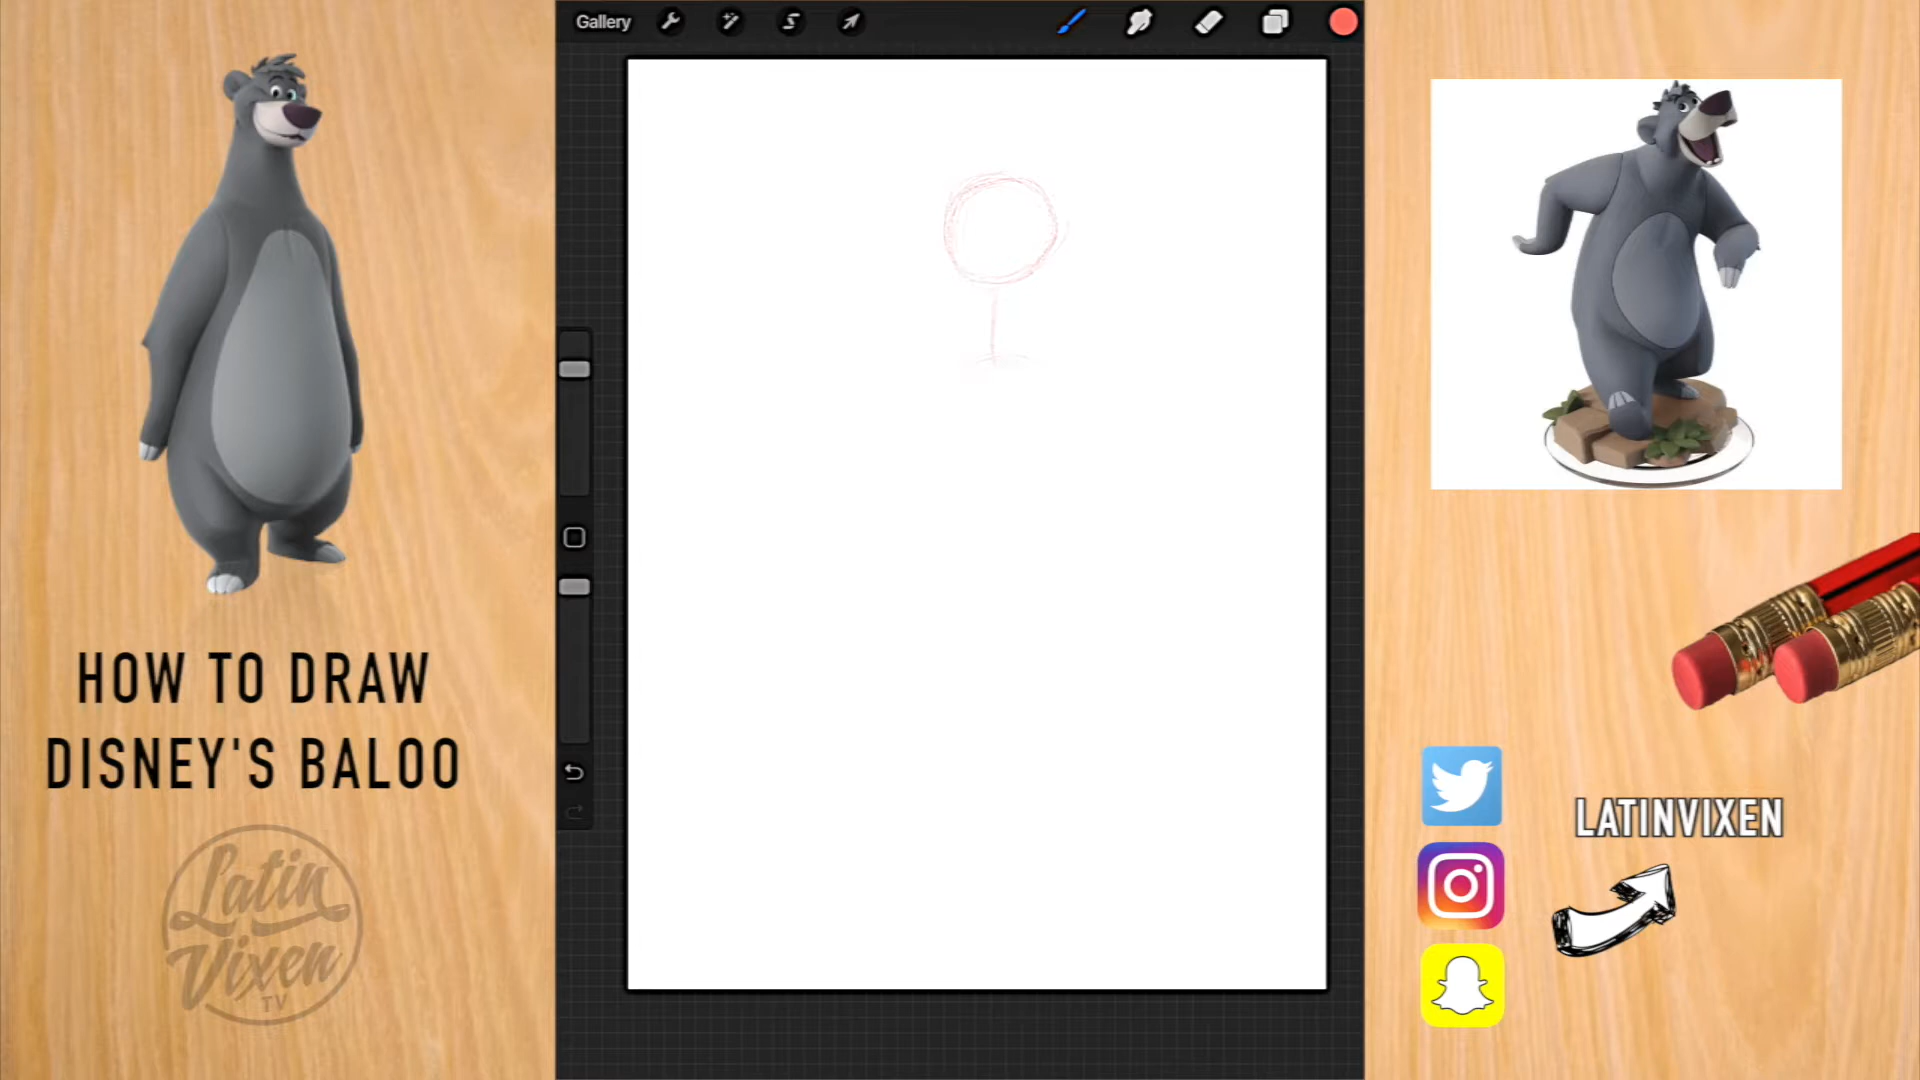 Gallery
HOW TO DRAW
DISNEY'S BALOO
Latin
Vixen
TV
LATINVIXEN